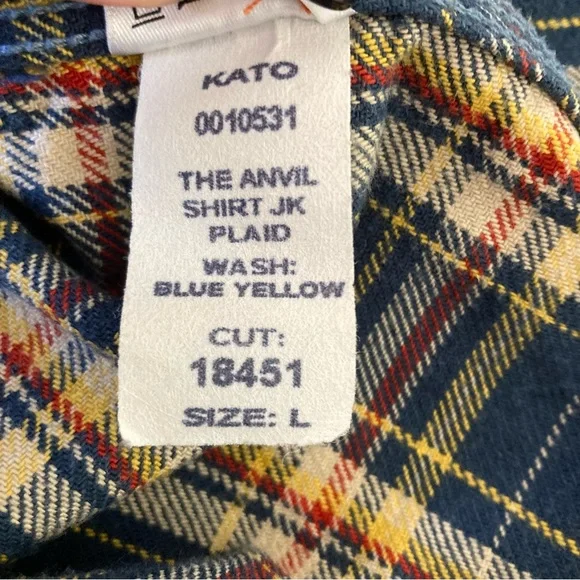 KATO
0010531
THE ANVIL
SHIRT JK
PLAID
WASH:
BLUE YELLOW
CUT:
18451
SIZE: L